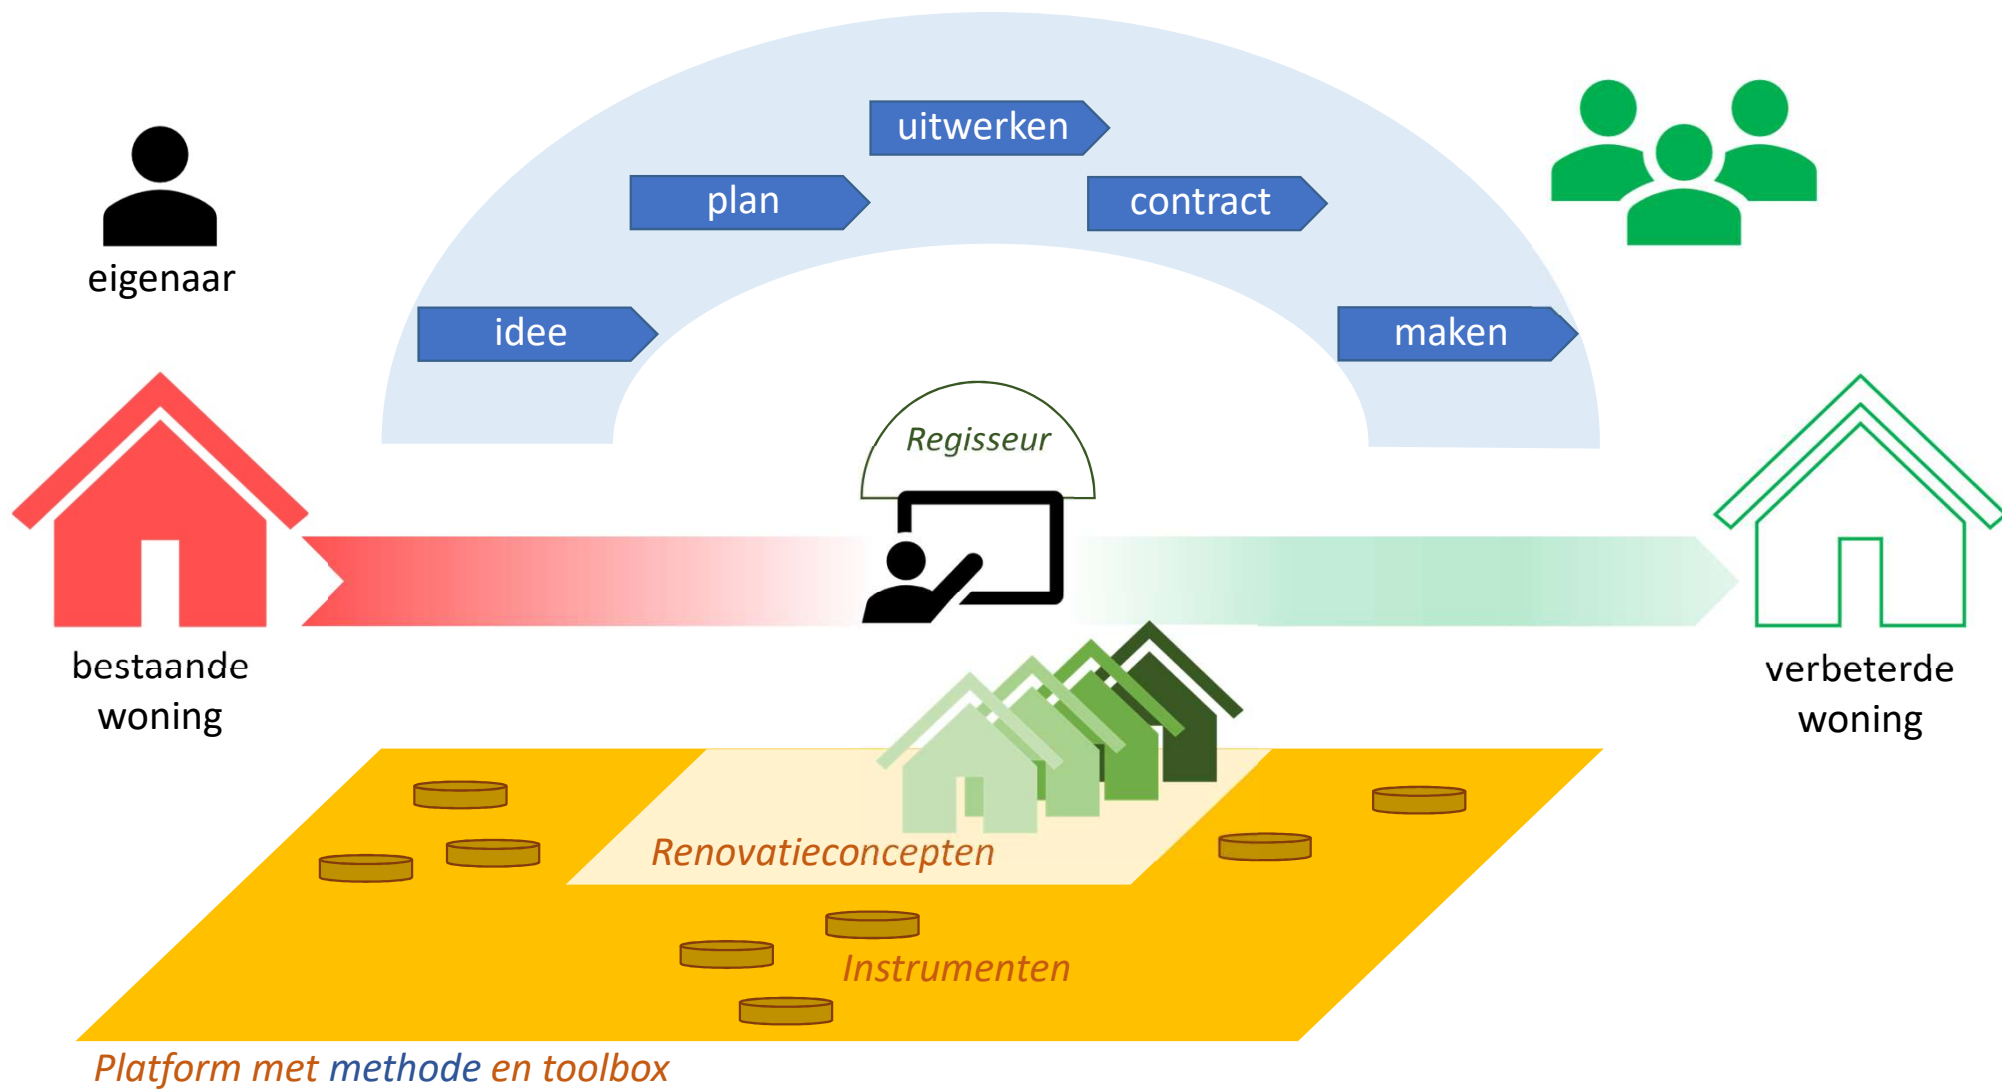 uitwerken
plan
contract
eigenaar
idee
maken
Regisseur
bestaande
woning
verbeterde
woning
Renovatieconcepten
Instrumenten
Platform met methode en toolbox